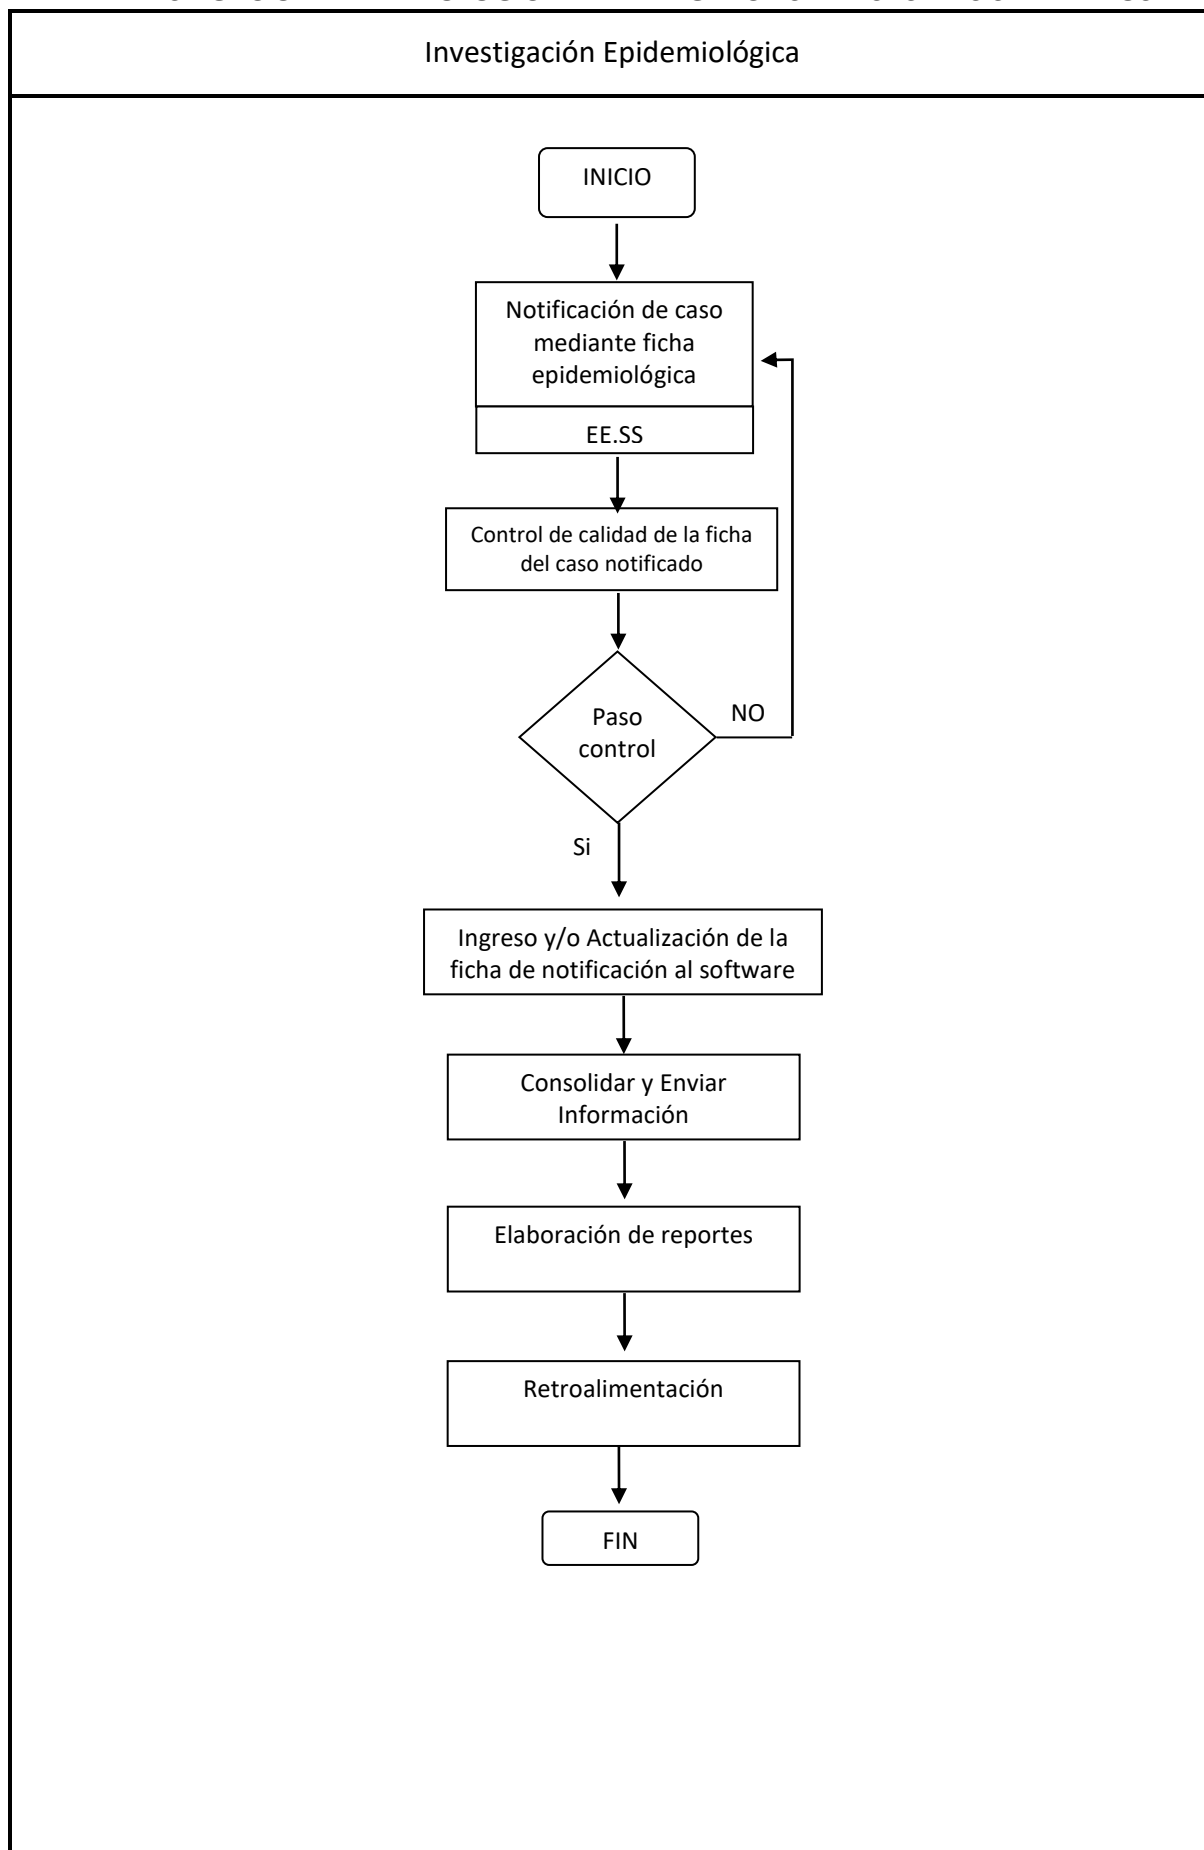 Investigación Epidemiológica
INICIO
Notificación de caso
mediante ficha
epidemiológica
EE.SS
Control de calidad de la ficha
del caso notificado
Paso
control
NO
Si
Ingreso y/o Actualización de la
ficha de notificación al software
Consolidar y Enviar
Información
Elaboración de reportes
Retroalimentación
FIN